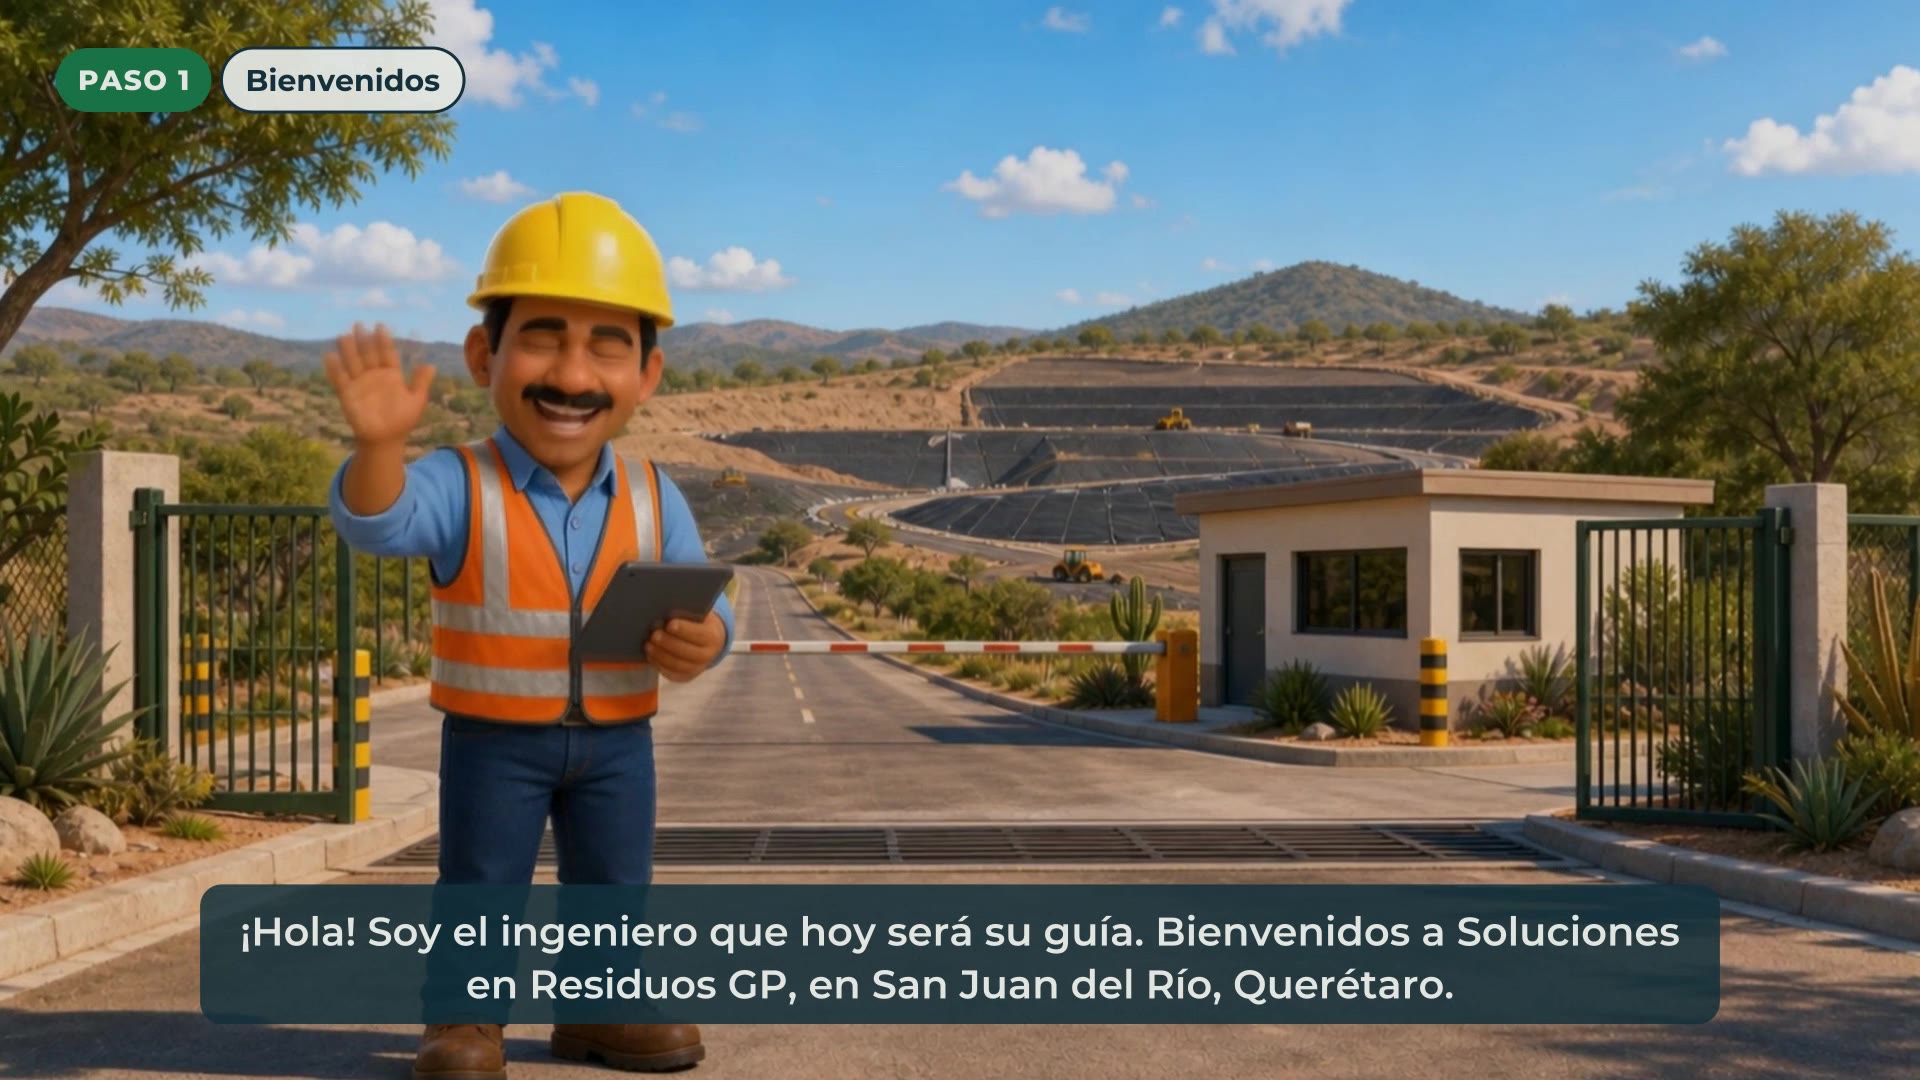 PASO 1
Bienvenidos
¡Hola! Soy el ingeniero que hoy será su guía. Bienvenidos a Soluciones
en Residuos GP, en San Juan del Río, Querétaro.